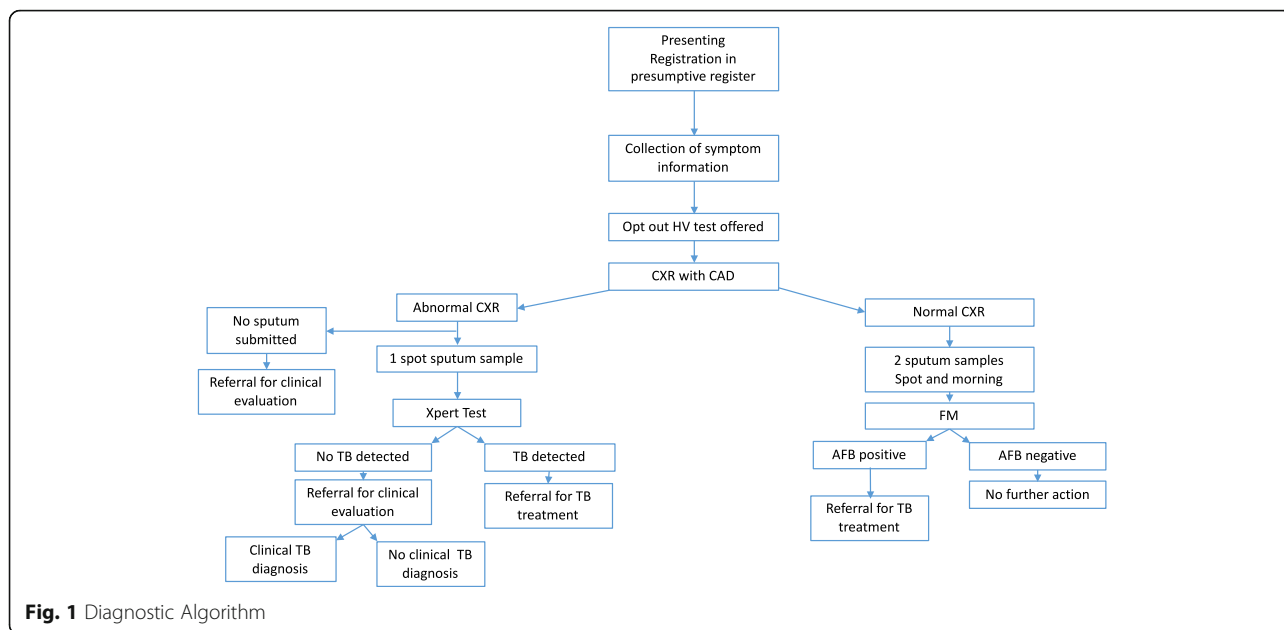 Presenting
Registration in
presumptive register
Collection of symptom
information
Opt out HV test offered
CXR with CAD
Abnormal CXR
Normal CXR
No sputum
submitted
1 spot sputum sample
2 sputum samples
Spot and morning
Referral for clinical
evaluation
Xpert Test
FM
No TB detected
TB detected
AFB positive
AFB negative
Referral for clinical
evaluation
Referral for TB
treatment
Referral for TB
treatment
No further action
Clinical TB
diagnosis
No clinical TB
diagnosis
Fig. 1 Diagnostic Algorithm